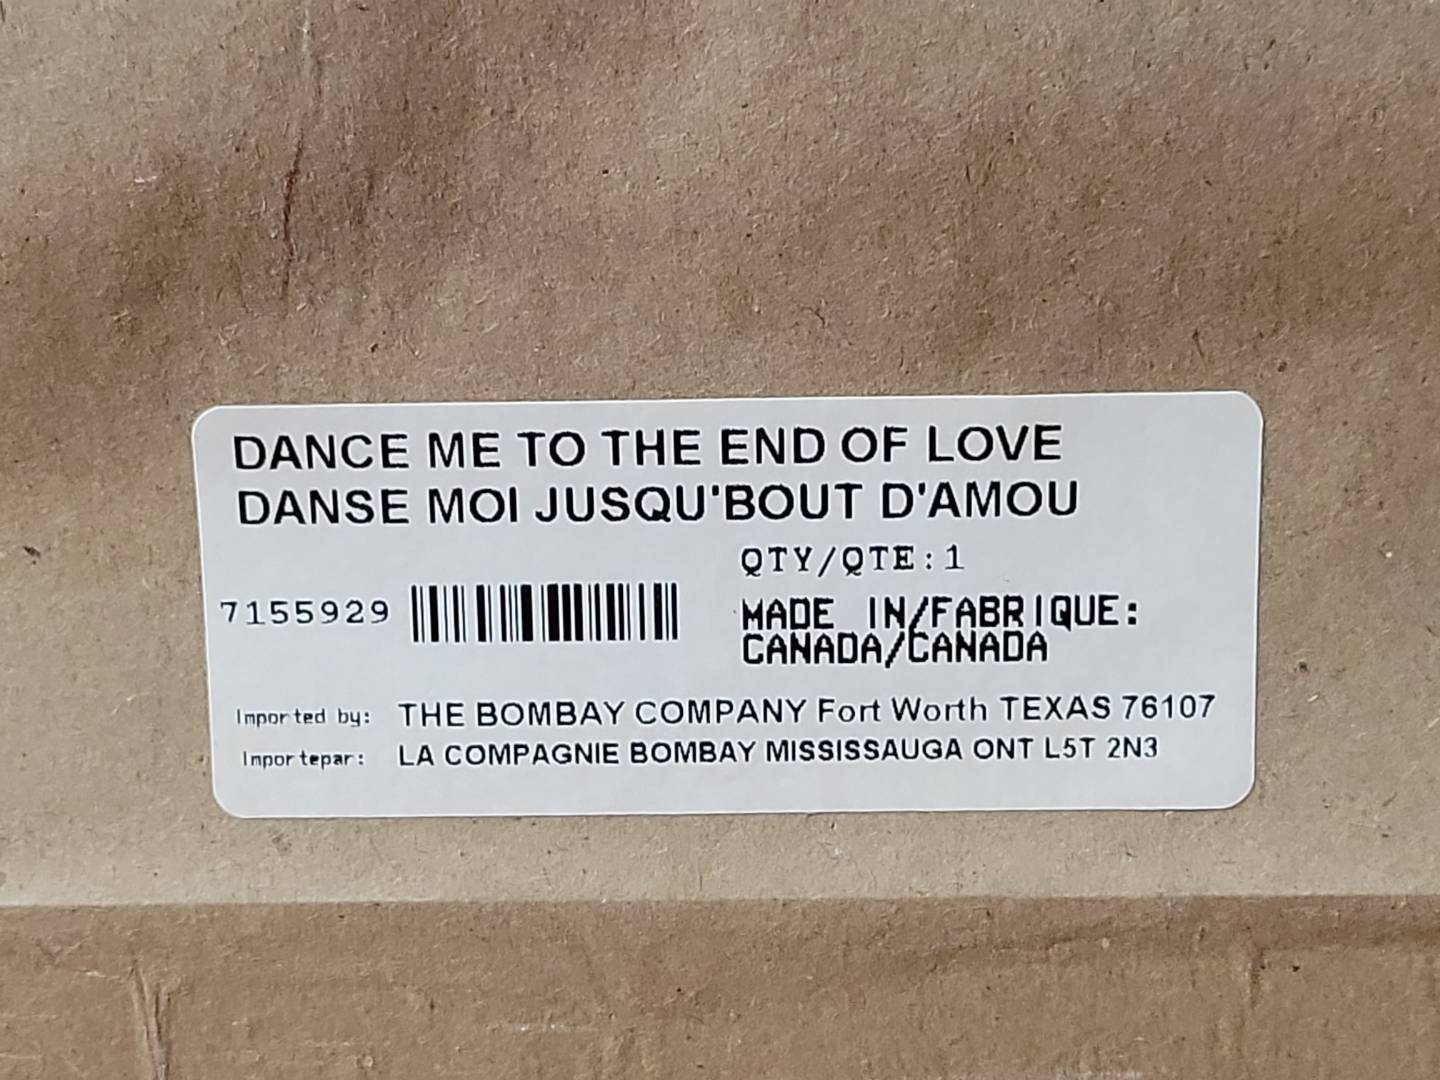 DANCE ME TO THE END OF LOVE
DANSE MOI JUSQU'BOUT D'AMOU
QTY/QTE: 1
7155929
MADE IN/FABRIQUE:
CANADA/CANADA
Imported by: THE BOMBAY COMPANY Fort Worth TEXAS 76107
Importepar: LA COMPAGNIE BOMBAY MISSISSAUGA ONT L5T 2N3